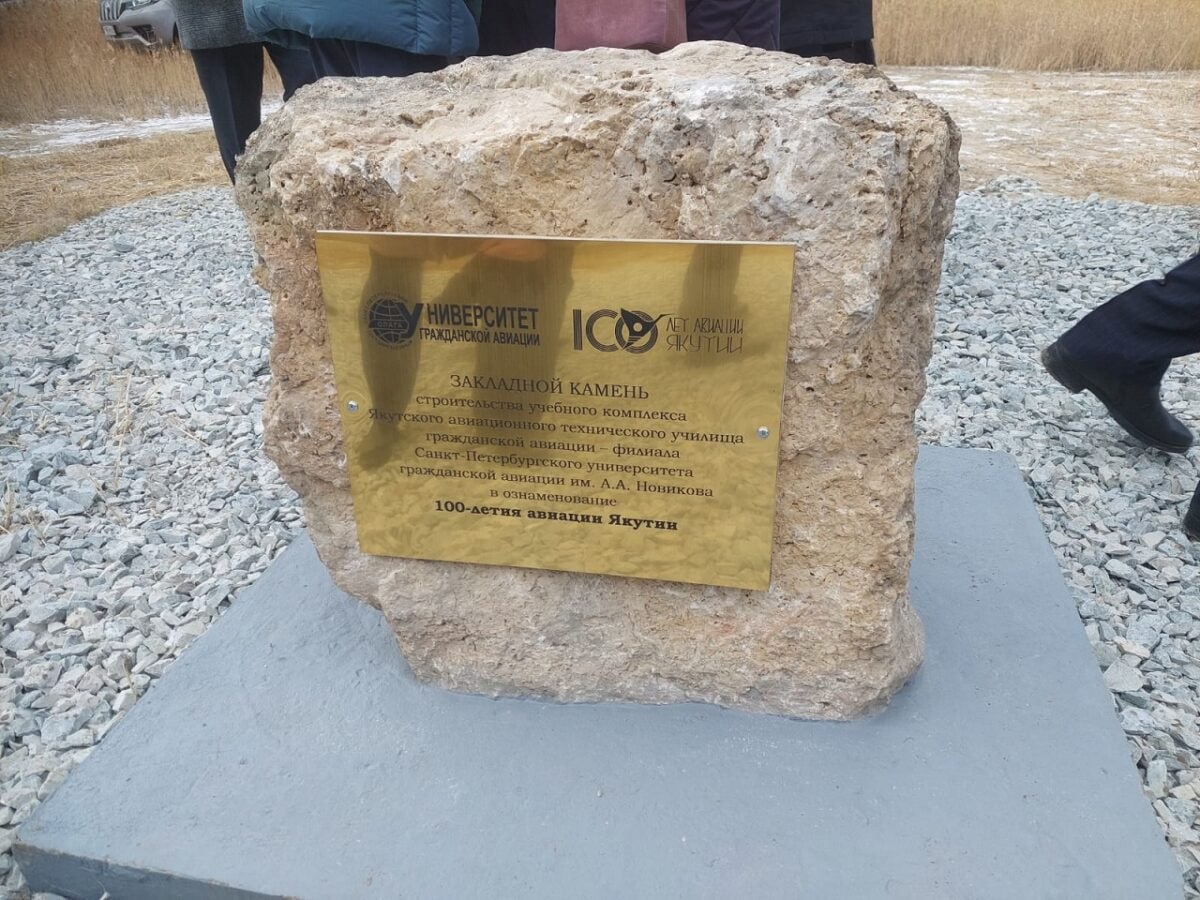 УНИВЕРСИТЕТ
ГРАЖДАНСКОЙ АВИАЦИИ
100 ЛЕТ АВИАЦИИ
ЯКУТИИ
ЗАКЛАДНОЙ КАМЕНЬ
строительства учебного комплекса
Якутского авиационного технического училища
гражданской авиации – филиала
Санкт-Петербургского университета
гражданской авиации им. А.А. Новикова
в ознаменование
100-летия авиации Якутии